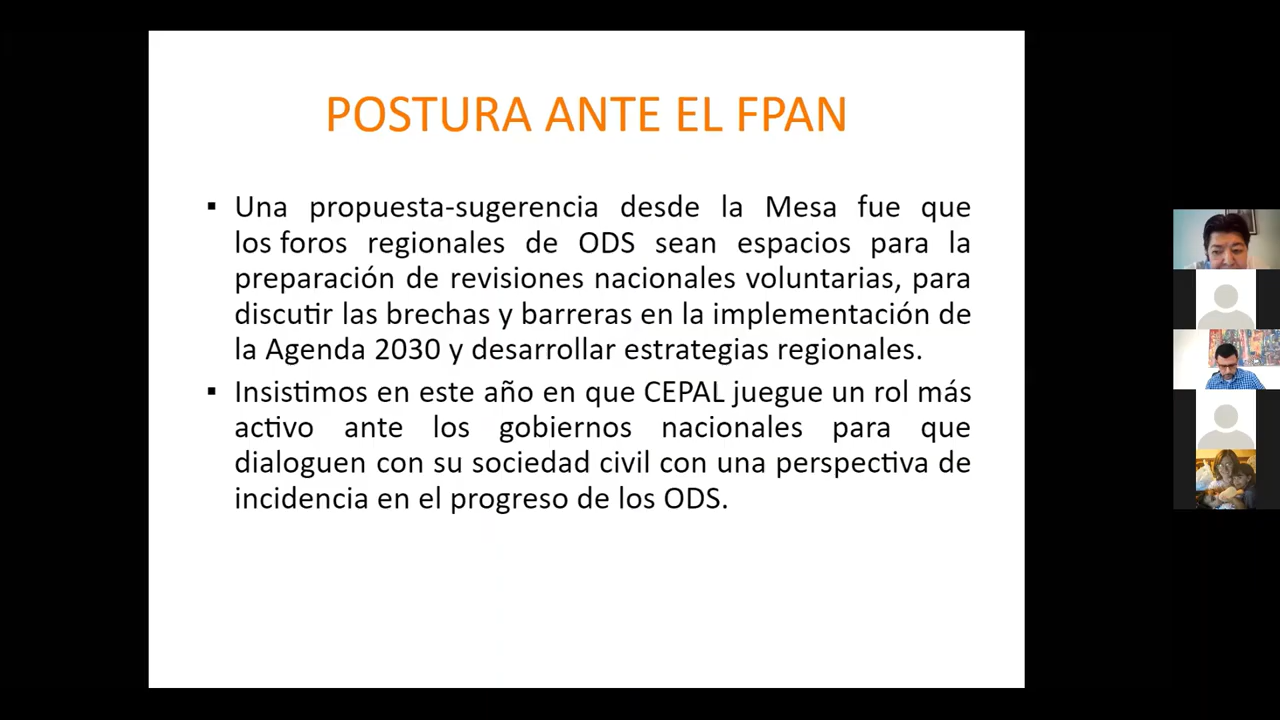 POSTURA ANTE EL FPAN
▪ Una propuesta-sugerencia desde la Mesa fue que
los foros regionales de ODS sean espacios para la
preparación de revisiones nacionales voluntarias, para
discutir las brechas y barreras en la implementación de
la Agenda 2030 y desarrollar estrategias regionales.
▪ Insistimos en este año en que CEPAL juegue un rol más
activo ante los gobiernos nacionales para que
dialoguen con su sociedad civil con una perspectiva de
incidencia en el progreso de los ODS.